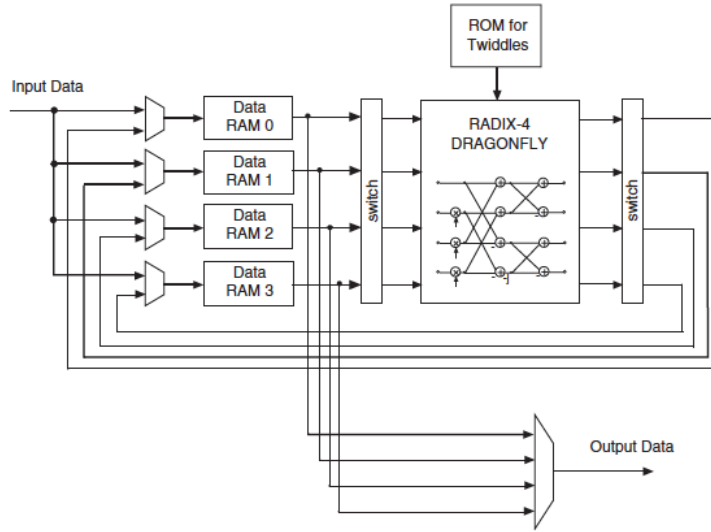 ROM for
Twiddles
Input Data
Data
RAM 0
Data
RAM 1
Data
RAM 2
Data
RAM 3
switch
RADIX-4
DRAGONFLY
-j
switch
Output Data